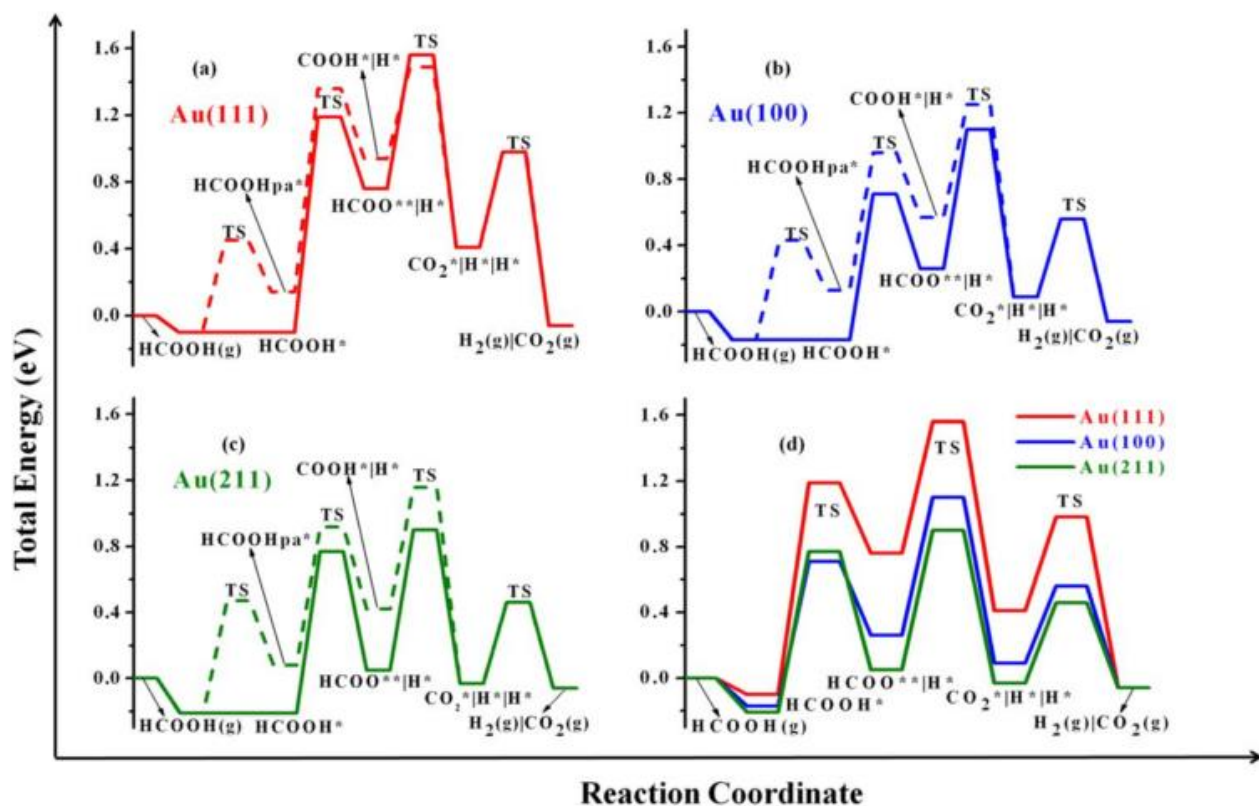 Total Energy (eV)
1.6
1.2
0.8
0.4
0.0
(a)
Au(111)
HCOOHpa*
COOH*|H*
TS
TS
TS
TS
HCOO**|H*
CO2*|H*|H*
HCOOH(g)
HCOOH*
H2(g)|CO2(g)
1.6
1.2
0.8
0.4
0.0
(b)
Au(100)
HCOOHpa*
COOH*|H*
TS
TS
TS
TS
HCOO**|H*
CO2*|H*|H*
HCOOH(g)
HCOOH*
H2(g)|CO2(g)
1.6
1.2
0.8
0.4
0.0
(c)
Au(211)
HCOOHpa*
COOH*|H*
TS
TS
TS
TS
HCOO**|H*
CO2*|H*|H*
HCOOH(g)
HCOOH*
H2(g)|CO2(g)
1.6
1.2
0.8
0.4
0.0
(d)
Au(111)
Au(100)
Au(211)
TS
TS
TS
HCOO**|H*
HCOOH*
CO2*|H*|H*
HCOOH(g)
H2(g)|CO2(g)
Reaction Coordinate